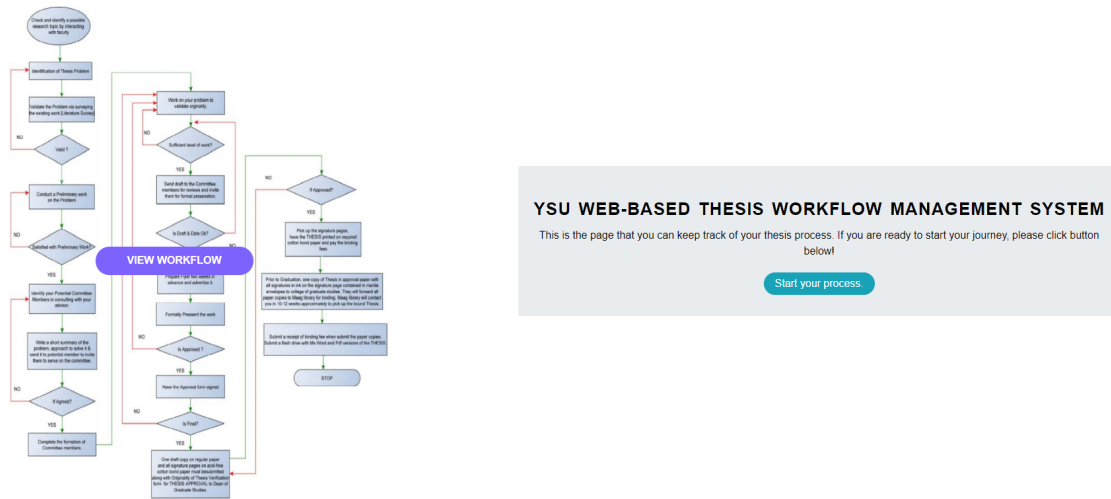 Check and identify a possible
research topic by interacting
with faculty
Identification of Thesis Problem
Validate the Problem via surveying
the existing work [Literature Survey]
NO
Valid ?
Conduct a Preliminary work
on the Problem
NO
Satisfied with Preliminary Work?
YES
Identify your Potential Committee
Members in consulting with your
advisor.
Write a short summary of the
problem, approach to solve it &
send it to potential member to invite
them to serve on the committee.
NO
If Agreed?
YES
Complete the formation of
Committee members.
Work on your problem to
validate originality.
NO
Sufficient level of work?
YES
Send draft to the Committee
members for reviews and invite
them for formal presentation.
Is Draft & Date Ok?
NO
VIEW WORKFLOW
Prepare Flyer two weeks in
advance and advertise it.
Formally Present the work
NO
Is Approved ?
YES
Have the Approval form signed
NO
Is Final?
YES
One draft copy on regular paper
and all signature pages on acid-free
cotton bond paper must besubmitted
along with Originality of Thesis Verification
form for THESIS APPROVAL to Dean of
Graduate Studies.
NO
If Approved?
YES
Pick up the signature pages,
have the THESIS printed on required
cotton bond paper and pay the binding
fees
Prior to Graduation, one copy of Thesis in approval paper with
all signatures in ink on the signature page contained in manila
envelopes to college of graduate studies. They will forward all
paper copies to Maag library for binding. Maag library will contact
you in 10-12 weeks approximately to pick up the bound Thesis.
Submit a receipt of binding fee when submit the paper copies.
Submit a flash drive with Ms Word and Pdf versions of the THESIS.
STOP
YSU WEB-BASED THESIS WORKFLOW MANAGEMENT SYSTEM
This is the page that you can keep track of your thesis process. If you are ready to start your journey, please click button
below!
Start your process.